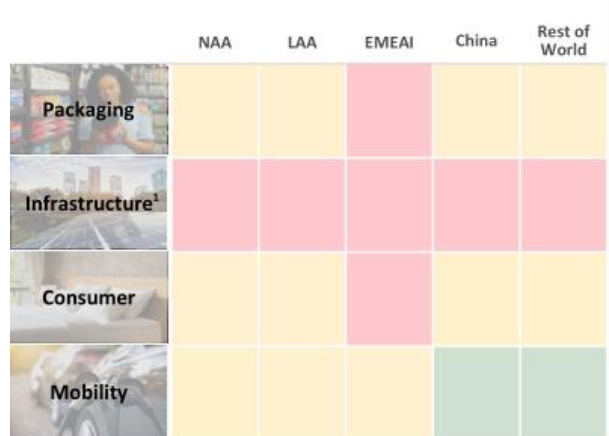 NAA LAA EMEAI China Rest of
World
Packaging
Infrastructure¹
Consumer
Mobility